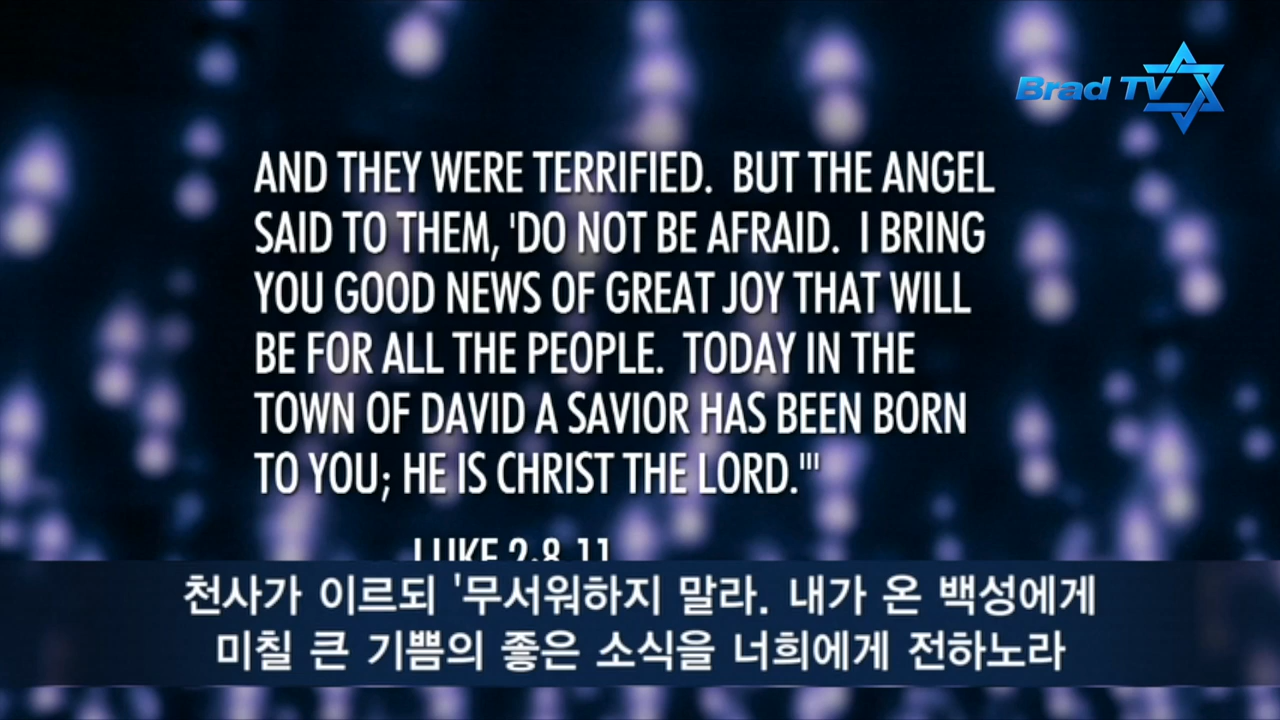 Brad TV
AND THEY WERE TERRIFIED. BUT THE ANGEL
SAID TO THEM, 'DO NOT BE AFRAID. I BRING
YOU GOOD NEWS OF GREAT JOY THAT WILL
BE FOR ALL THE PEOPLE. TODAY IN THE
TOWN OF DAVID A SAVIOR HAS BEEN BORN
TO YOU; HE IS CHRIST THE LORD.'"
LUKE 2:8-11
천사가 이르되 '무서워하지 말라. 내가 온 백성에게
미칠 큰 기쁨의 좋은 소식을 너희에게 전하노라